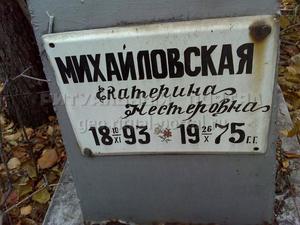 МИХАЙЛОВСКАЯ
Екатерина
Нестеровна
18 10/XI 93 - 19 26/X 75 г.г.